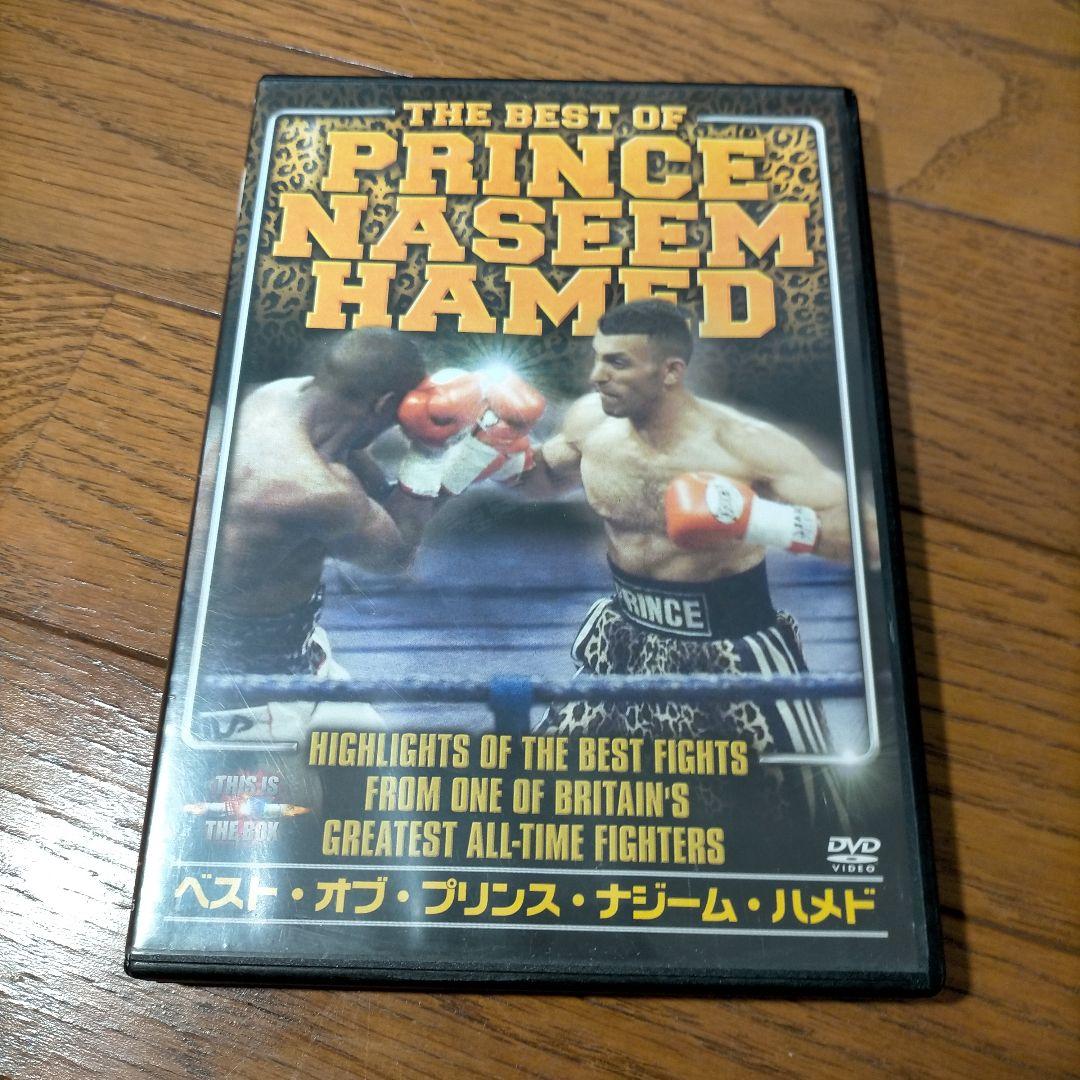 THE BEST OF
PRINCE
NASEEM
HAMED
PRINCE
HIGHLIGHTS OF THE BEST FIGHTS
FROM ONE OF BRITAIN'S
GREATEST ALL-TIME FIGHTERS
THIS IS
THE BOX
DVD
VIDEO
ベスト・オブ・プリンス・ナジーム・ハメド